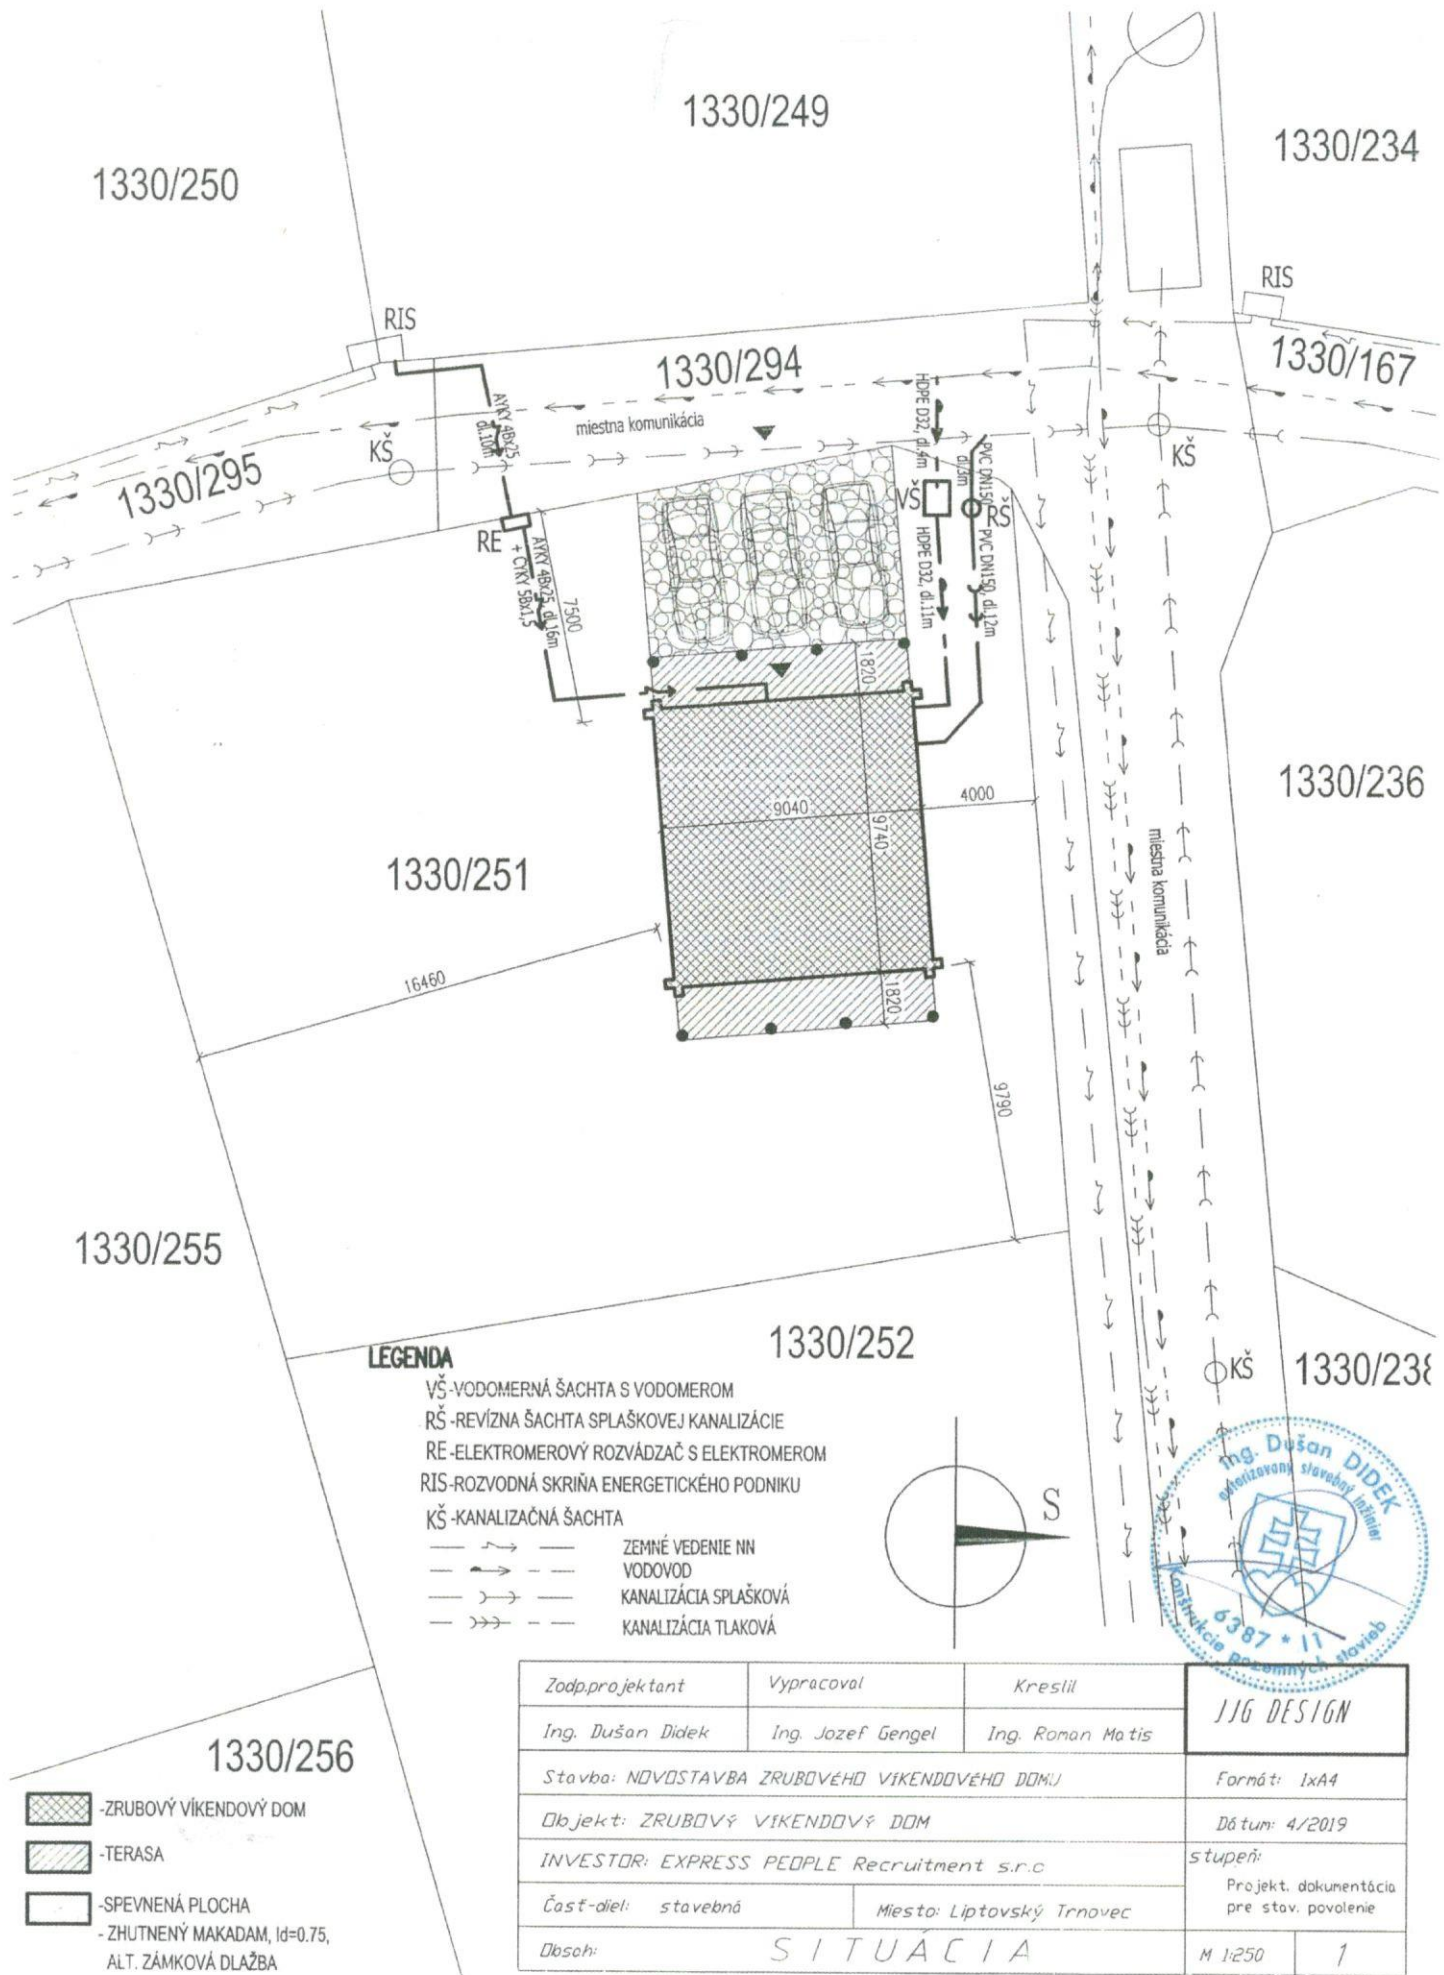 1330/249
1330/234
1330/250
RIS
RIS
1330/294
1330/167
miestna komunikácia
AYKY 4Bx25
dl.10m
HDPE D32, dl.4m
PVC DN150
dl.3m
KŠ
KŠ
1330/295
VŠ
RŠ
RE
AYKY 4Bx25, dl.16m
+ CYKY 5Bx1,5
7500
HDPE D32, dl.11m
PVC DN150, dl.12m
1820
1330/236
9040
4000
9740
miestna komunikácia
1330/251
16460
1820
9790
1330/255
1330/252
KŠ
1330/238
LEGENDA
VŠ-VODOMERNÁ ŠACHTA S VODOMEROM
RŠ-REVÍZNA ŠACHTA SPLAŠKOVEJ KANALIZÁCIE
RE-ELEKTROMEROVÝ ROZVÁDZAČ S ELEKTROMEROM
RIS-ROZVODNÁ SKRIŇA ENERGETICKÉHO PODNIKU
KŠ-KANALIZAČNÁ ŠACHTA
ZEMNÉ VEDENIE NN
VODOVOD
KANALIZÁCIA SPLAŠKOVÁ
KANALIZÁCIA TLAKOVÁ
S
Ing. Dušan DIDEK
autorizovaný stavebný inžinier
6387 * 11
Konštrukcie pozemných stavieb
1330/256
-ZRUBOVÝ VÍKENDOVÝ DOM
-TERASA
-SPEVNENÁ PLOCHA
- ZHUTNENÝ MAKADAM, Id=0.75,
ALT. ZÁMKOVÁ DLAŽBA
Zodp.projektant Vypracoval Kreslil
JJG DESIGN
Ing. Dušan Didek Ing. Jozef Gengel Ing. Roman Matis
Stavba: NOVOSTAVBA ZRUBOVÉHO VÍKENDOVÉHO DOMU
Formát: 1xA4
Objekt: ZRUBOVÝ VÍKENDOVÝ DOM
Dátum: 4/2019
INVESTOR: EXPRESS PEOPLE Recruitment s.r.o
stupeň:
Projekt. dokumentácia
pre stav. povolenie
Časť-diel: stavebná Miesto: Liptovský Trnovec
Obsah: SITUÁCIA
M 1:250 1